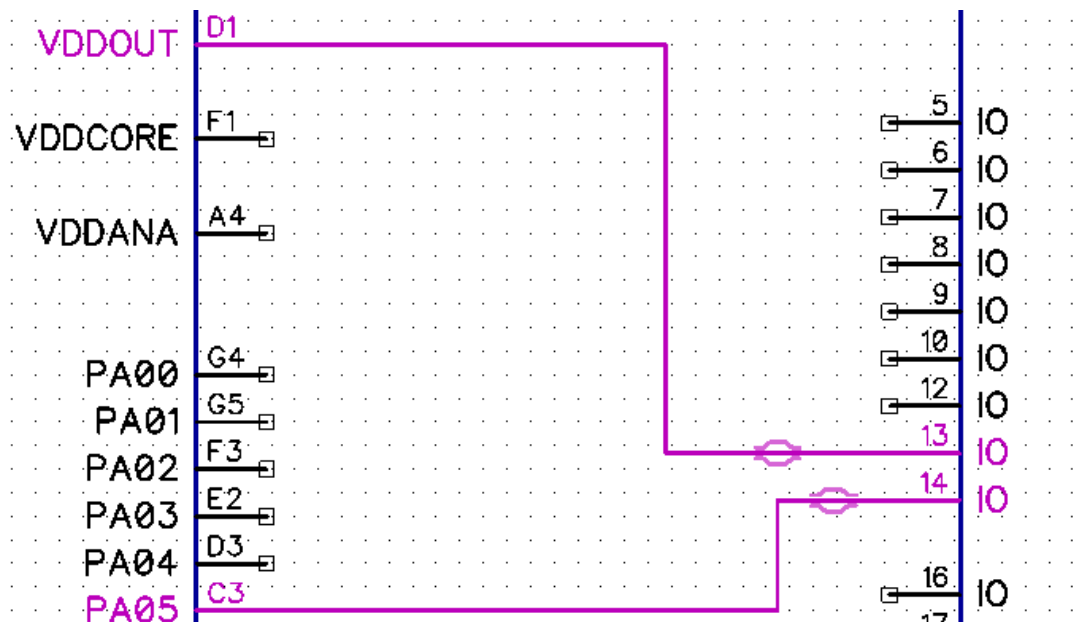 VDDOUT D1
VDDCORE F1
VDDANA A4
PA00 G4
PA01 G5
PA02 F3
PA03 E2
PA04 D3
PA05 C3
5 IO
6 IO
7 IO
8 IO
9 IO
10 IO
12 IO
13 IO
14 IO
16 IO
17